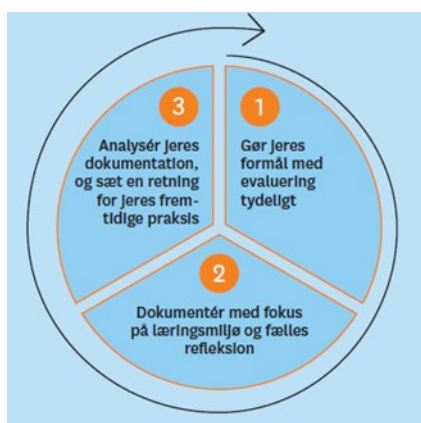 1
Gør jeres
formål med
evaluering
tydeligt
2
Dokumentér med fokus
på læringsmiljø og fælles
refleksion
3
Analysér jeres
dokumentation,
og sæt en retning
for jeres frem-
tidige praksis